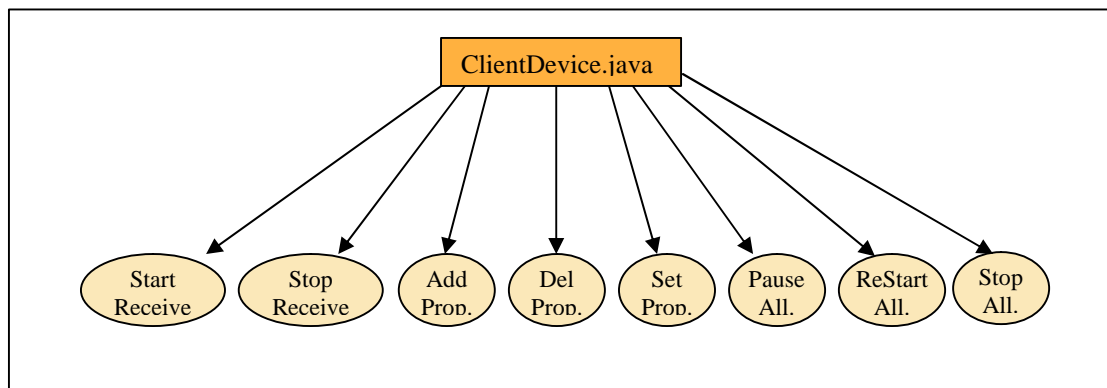 ClientDevice.java
Start
Receive
Stop
Receive
Add
Prop.
Del
Prop.
Set
Prop.
Pause
All.
ReStart
All.
Stop
All.